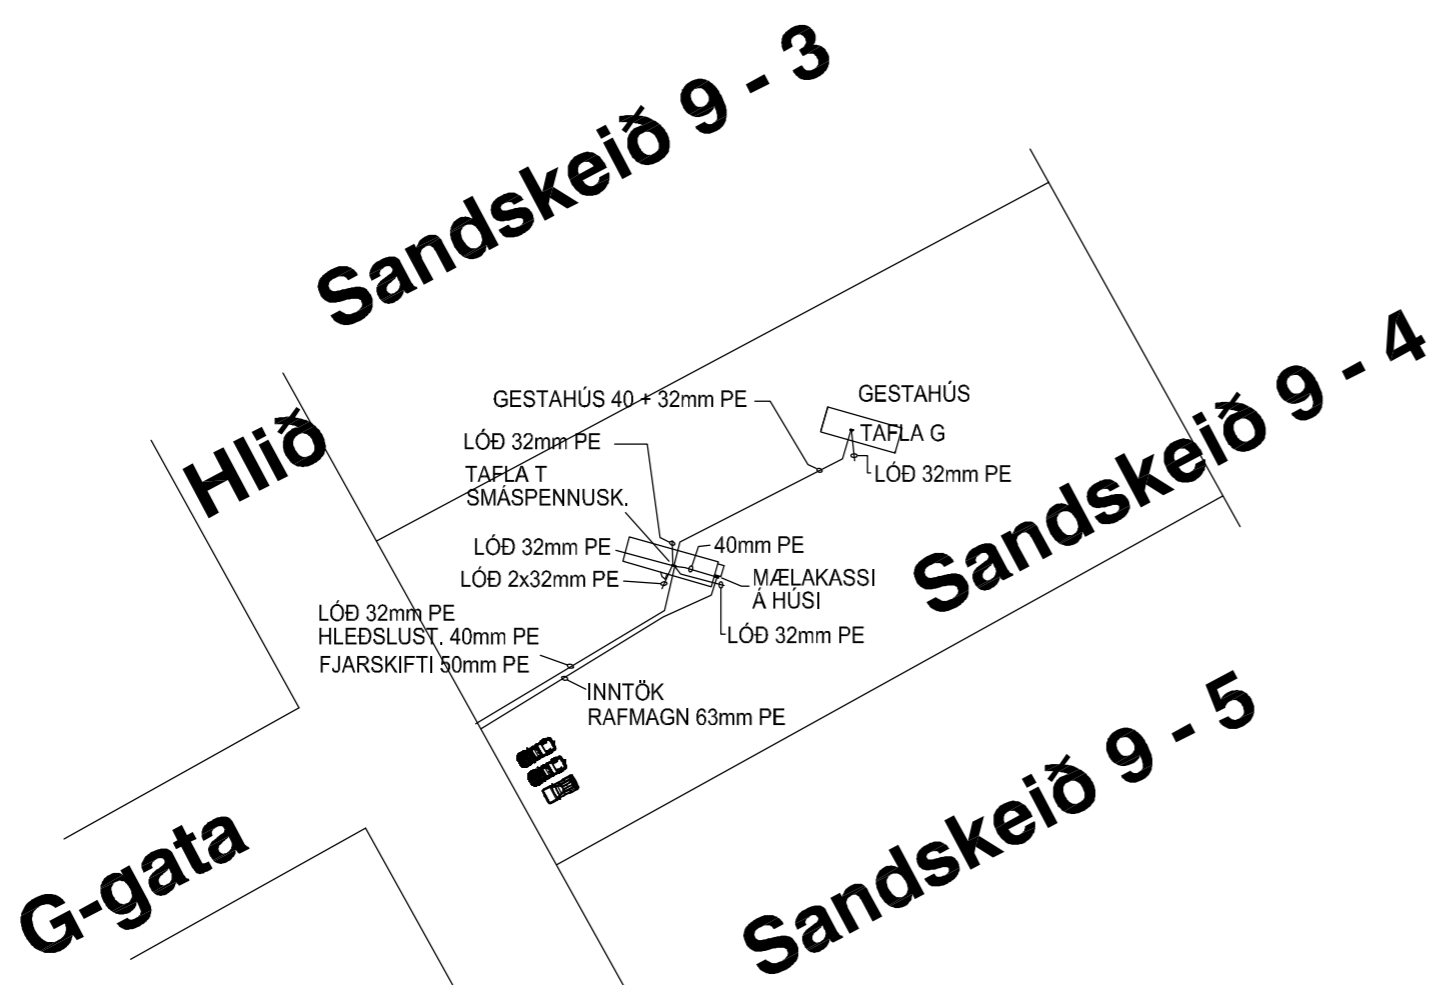 Sandskeið 9 - 3
Sandskeið 9 - 4
Hlið
GESTAHÚS 40 + 32mm PE
GESTAHÚS
TAFLA G
LÓÐ 32mm PE
LÓÐ 32mm PE
TAFLA T
SMÁSPENNUSK.
LÓÐ 32mm PE
40mm PE
LÓÐ 2x32mm PE
MÆLAKASSI
Á HÚSI
LÓÐ 32mm PE
LÓÐ 32mm PE
HLEÐSLUST. 40mm PE
FJARSKIFTI 50mm PE
INNTÖK
RAFMAGN 63mm PE
Sandskeið 9 - 5
G-gata